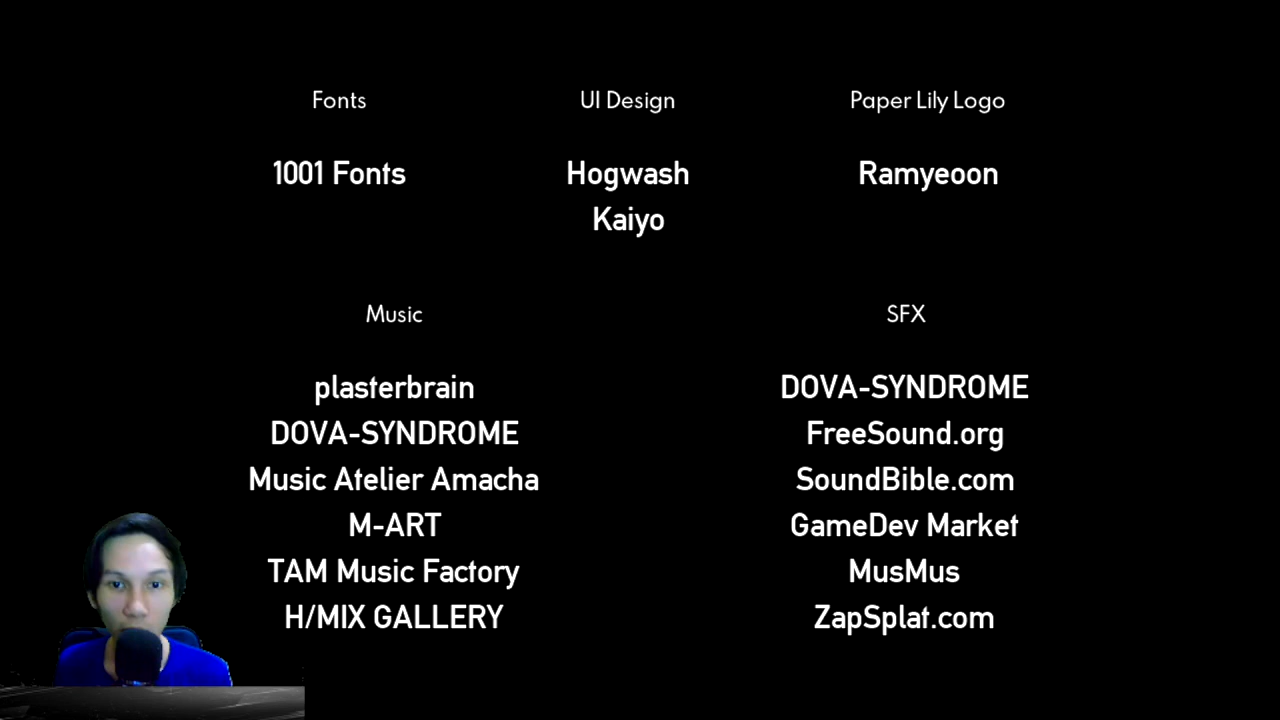 Fonts
1001 Fonts
UI Design
Hogwash
Kaiyo
Paper Lily Logo
Ramyeoon
Music
plasterbrain
DOVA-SYNDROME
Music Atelier Amacha
M-ART
TAM Music Factory
H/MIX GALLERY
SFX
DOVA-SYNDROME
FreeSound.org
SoundBible.com
GameDev Market
MusMus
ZapSplat.com